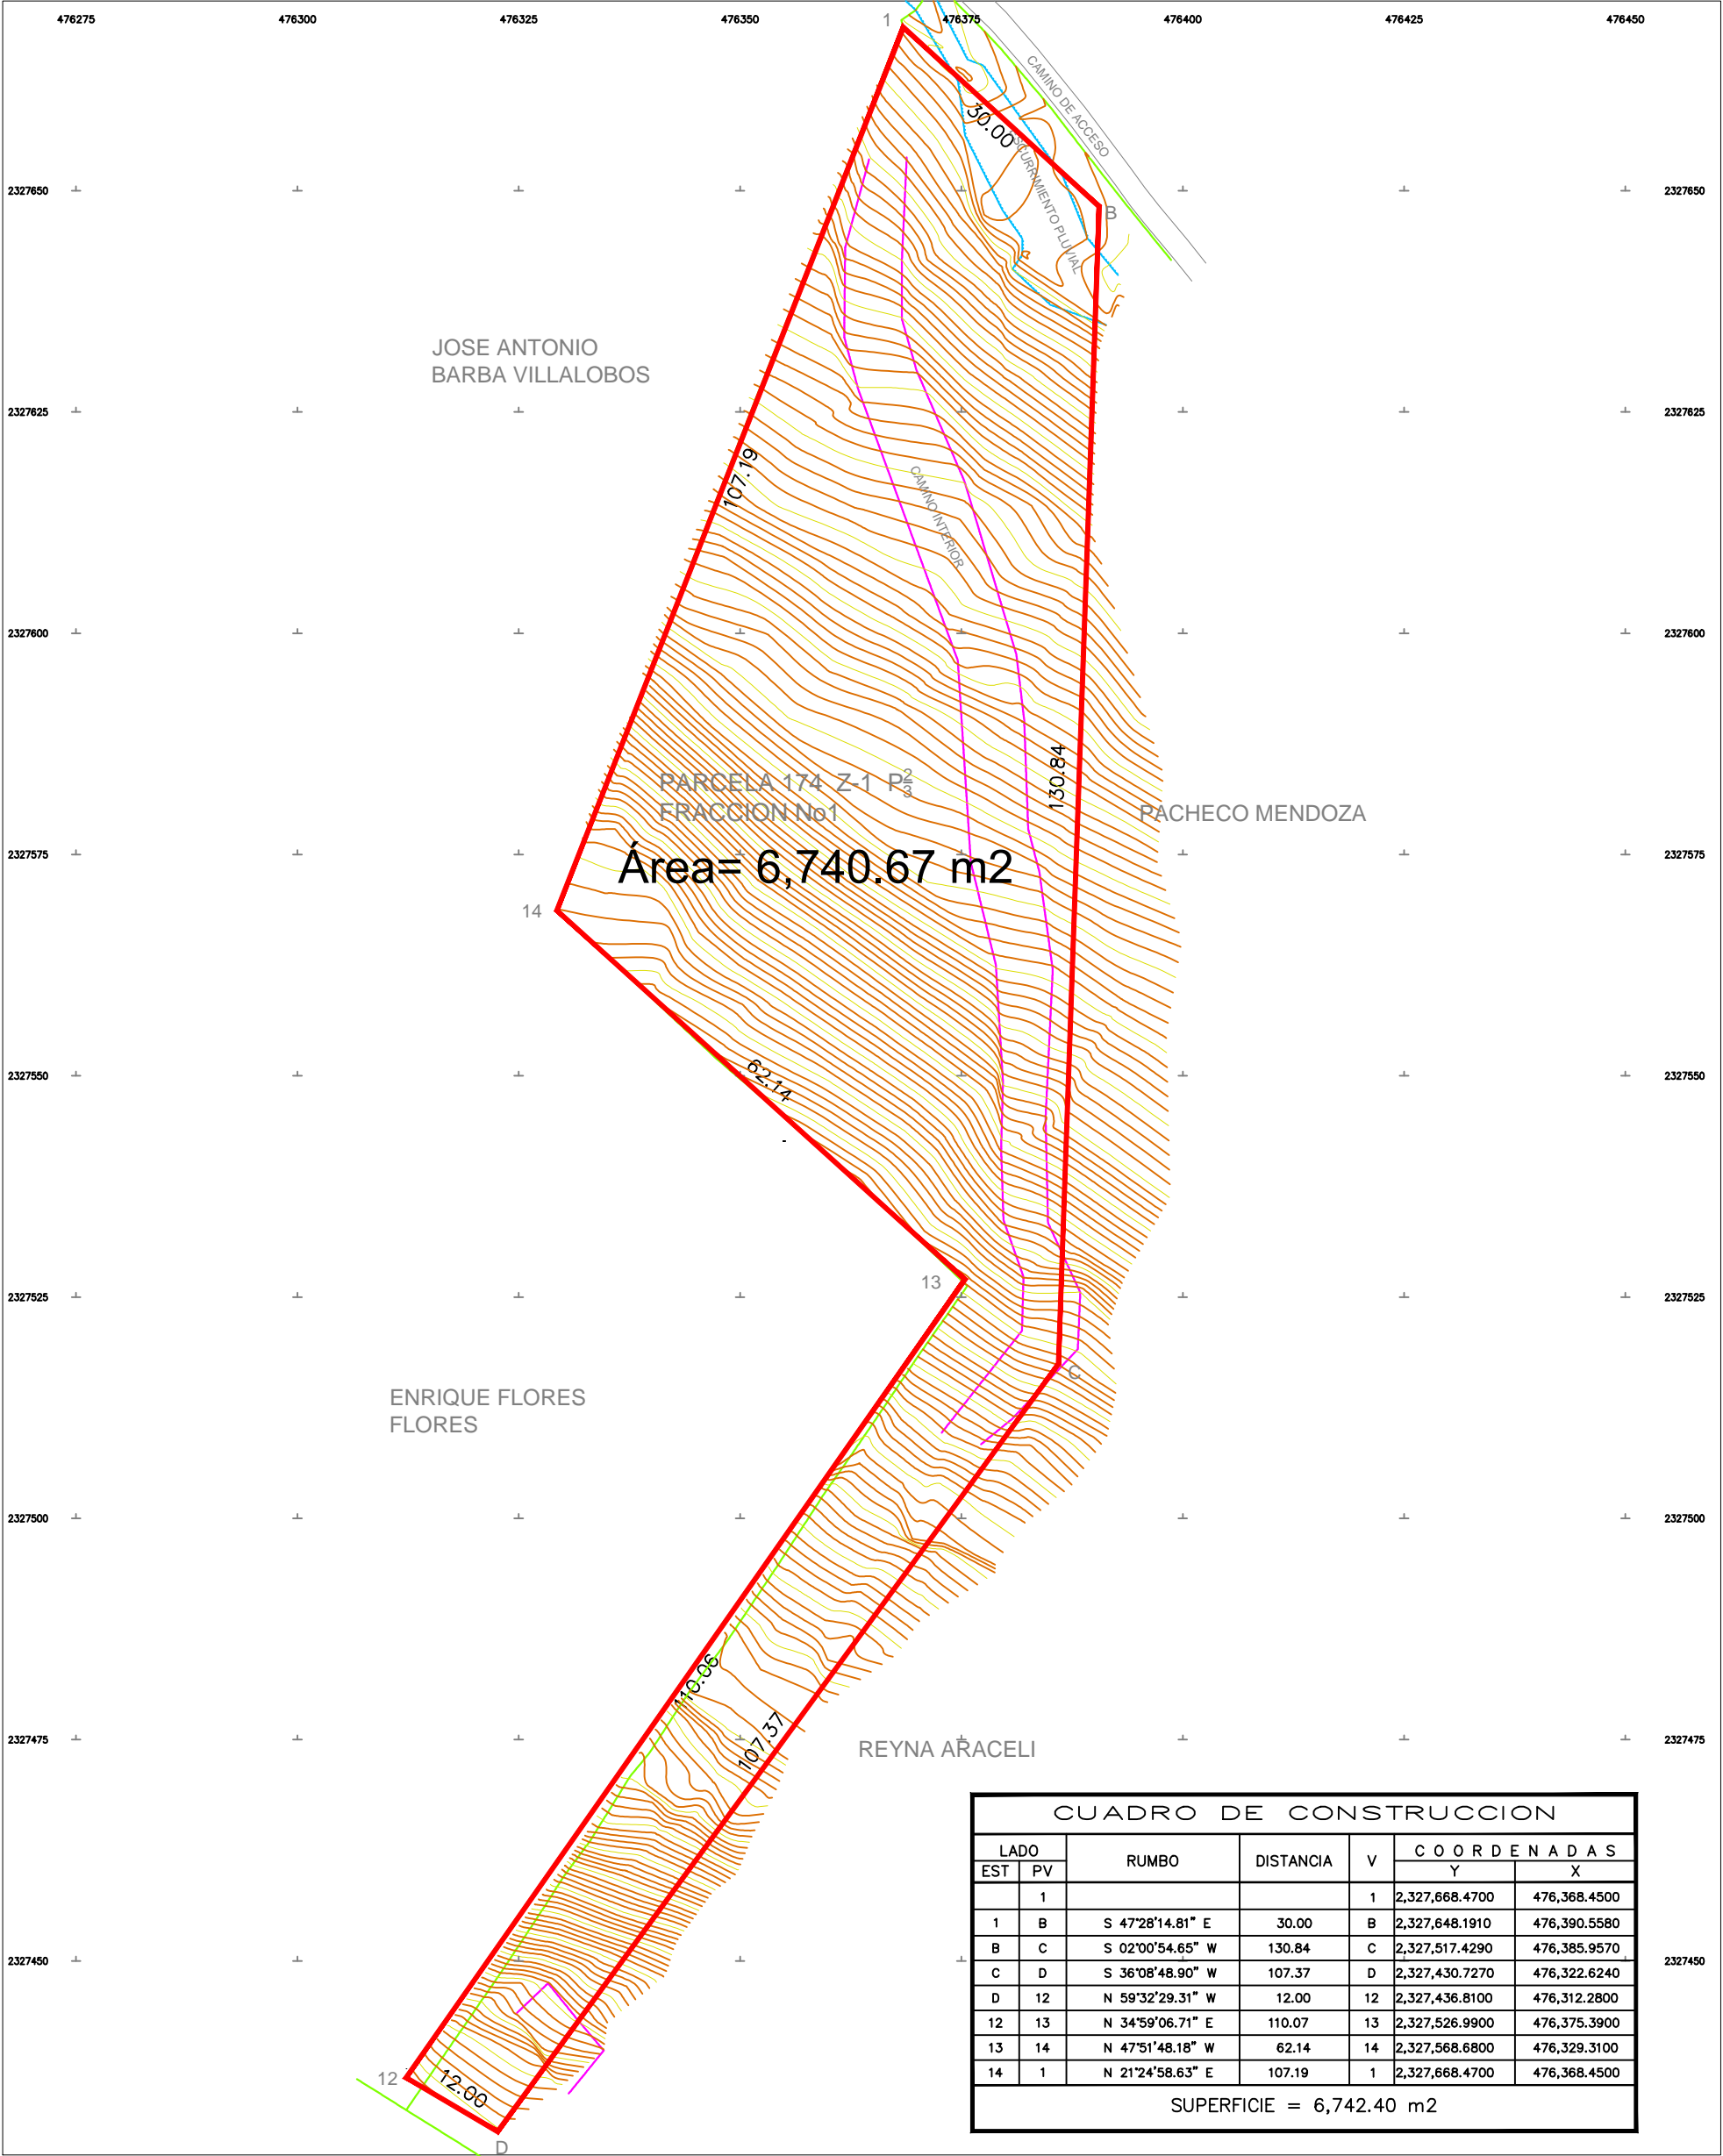 476275 476300 476325 476350 476375 476400 476425 476450
1
CAMINO DE ACCESO
30.00
ESCURRIMIENTO PLUVIAL
2327650 2327650
B
JOSE ANTONIO
BARBA VILLALOBOS
2327625 2327625
107.19
CAMINO INTERIOR
2327600 2327600
130.84
PARCELA 174 Z-1 P2/3
FRACCION No1
PACHECO MENDOZA
2327575 2327575
Área= 6,740.67 m2
14
2327550 2327550
62.14
13
2327525 2327525
C
ENRIQUE FLORES
FLORES
2327500 2327500
110.06
107.37
2327475 2327475
REYNA ARACELI
2327450 2327450
12
12.00
D
CUADRO DE CONSTRUCCION
LADO RUMBO DISTANCIA V COORDENADAS
EST PV Y X
1 1 2,327,668.4700 476,368.4500
1 B S 47°28'14.81" E 30.00 B 2,327,648.1910 476,390.5580
B C S 02°00'54.65" W 130.84 C 2,327,517.4290 476,385.9570
C D S 36°08'48.90" W 107.37 D 2,327,430.7270 476,322.6240
D 12 N 59°32'29.31" W 12.00 12 2,327,436.8100 476,312.2800
12 13 N 34°59'06.71" E 110.07 13 2,327,526.9900 476,375.3900
13 14 N 47°51'48.18" W 62.14 14 2,327,568.6800 476,329.3100
14 1 N 21°24'58.63" E 107.19 1 2,327,668.4700 476,368.4500
SUPERFICIE = 6,742.40 m2